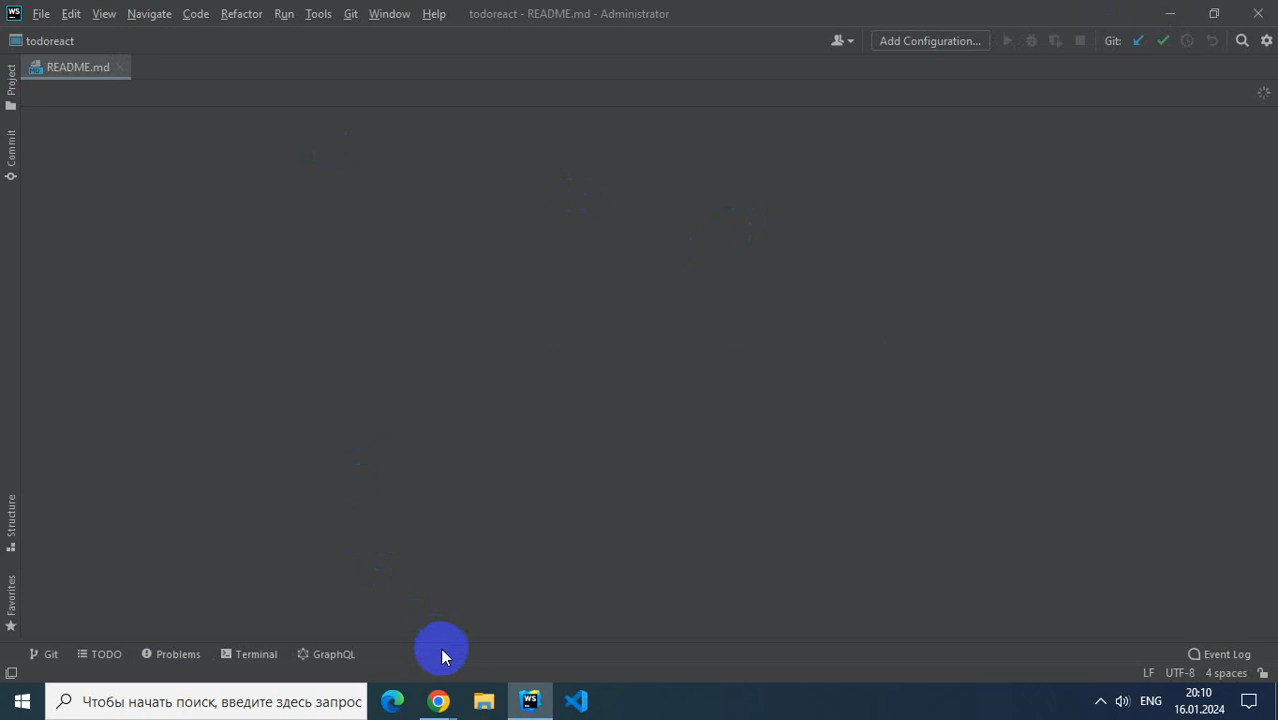 WS File Edit View Navigate Code Refactor Run Tools Git Window Help todoreact - README.md - Administrator
todoreact Add Configuration... Git:
README.md
Project
Commit
Structure
Favorites
Git TODO Problems Terminal GraphQL Event Log
LF UTF-8 4 spaces
Чтобы начать поиск, введите здесь запрос WS ENG 20:10
16.01.2024